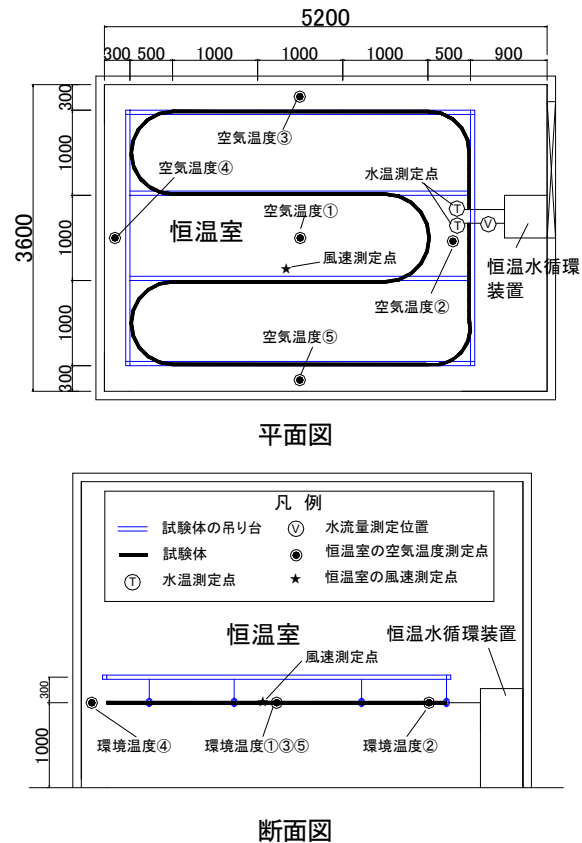 5200
300 500 1000 1000 1000 500 900
300
1000
1000
1000
300
3600
空気温度③
空気温度④
水温測定点
T
T
V
空気温度①
恒温室
風速測定点
恒温水循環
装置
空気温度②
空気温度⑤
平面図
凡 例
試験体の吊り台
V 水流量測定位置
試験体
恒温室の空気温度測定点
T 水温測定点
★ 恒温室の風速測定点
恒温室
恒温水循環装置
風速測定点
300
1000
環境温度④
環境温度①③⑤
環境温度②
断面図